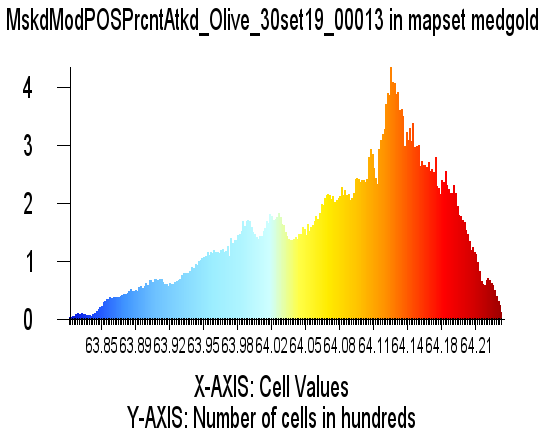 MskdModPOSPrcntAtkd_Olive_30set19_00013 in mapset medgold
4
3
2
1
0
63.85 63.89 63.92 63.95 63.98 64.02 64.05 64.08 64.11 64.14 64.18 64.21
X-AXIS: Cell Values
Y-AXIS: Number of cells in hundreds